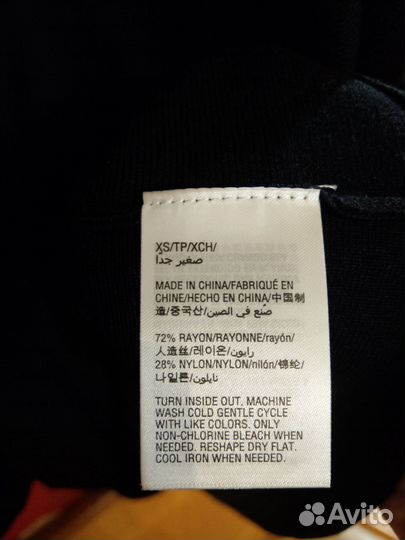 XS/TP/XCH/
صغير جداً
MADE IN CHINA/FABRIQUÉ EN
CHINE/HECHO EN CHINA/中国制
造/중국산/صُنع في الصين
72% RAYON/RAYONNE/rayón/
人造丝/레이온/رايون
28% NYLON/NYLON/nilón/锦纶/
나일론/نايلون
TURN INSIDE OUT. MACHINE
WASH COLD GENTLE CYCLE
WITH LIKE COLORS. ONLY
NON-CHLORINE BLEACH WHEN
NEEDED. RESHAPE DRY FLAT.
COOL IRON WHEN NEEDED.
Avito